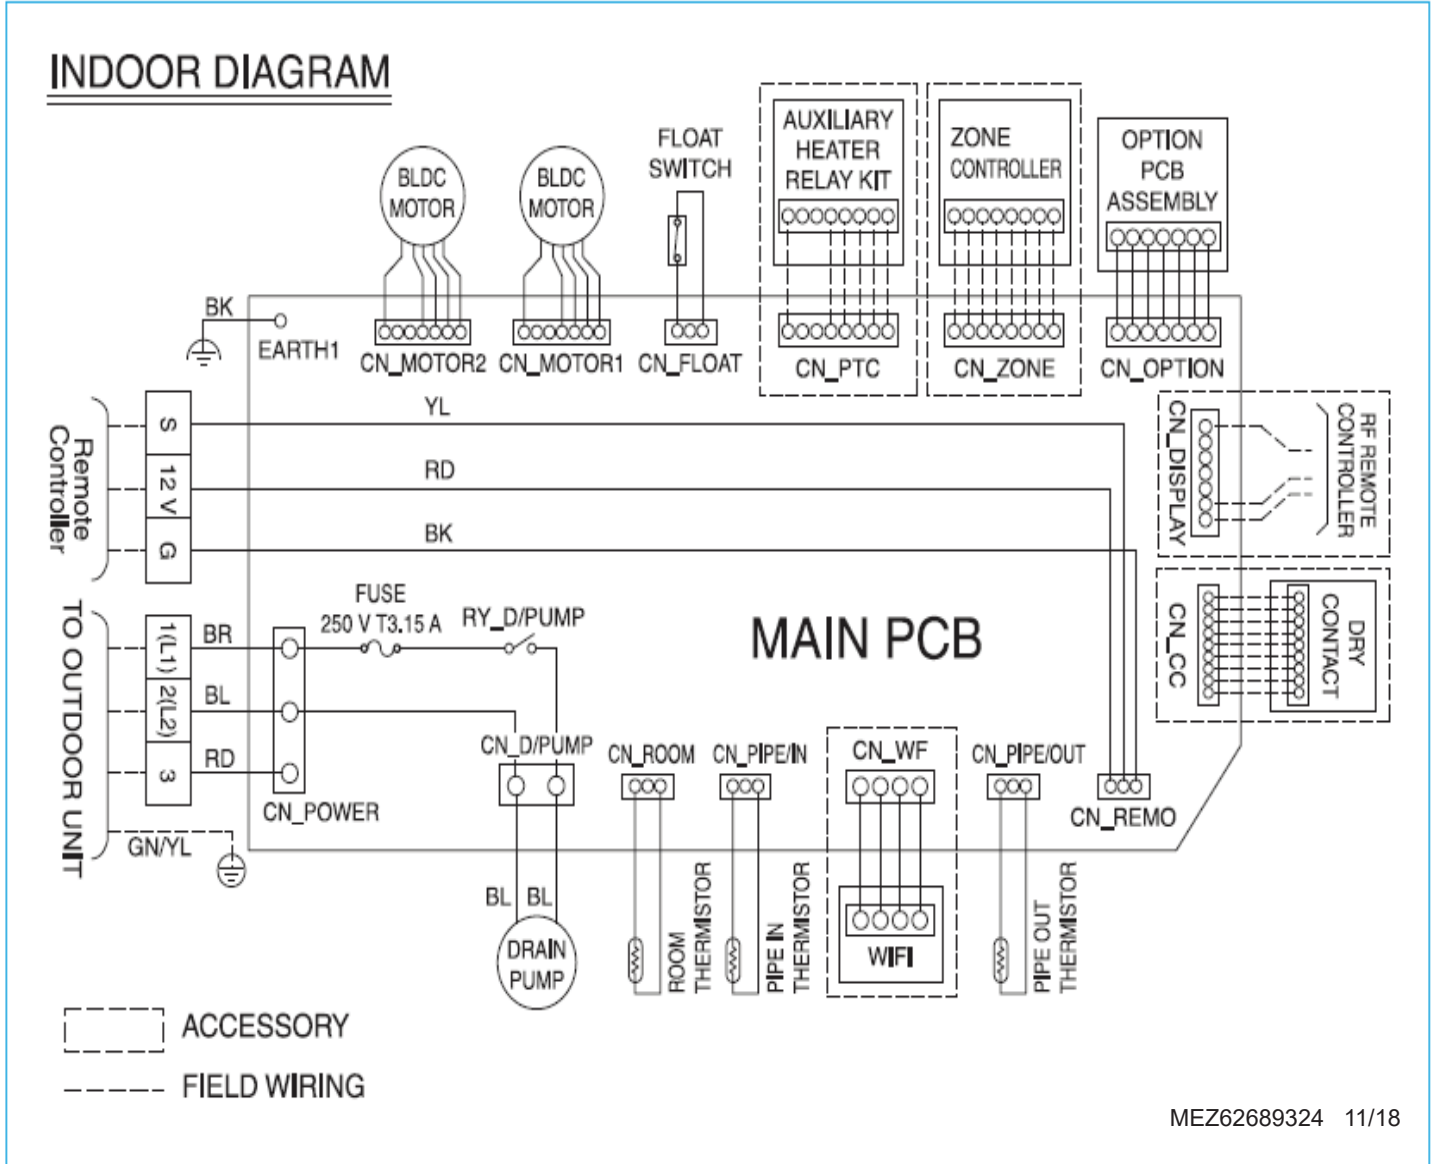 INDOOR DIAGRAM
BLDC
MOTOR
BLDC
MOTOR
FLOAT
SWITCH
AUXILIARY
HEATER
RELAY KIT
ZONE
CONTROLLER
OPTION
PCB
ASSEMBLY
BK
EARTH1
CN_MOTOR2
CN_MOTOR1
CN_FLOAT
CN_PTC
CN_ZONE
CN_OPTION
Remote
Controller
S
12 V
G
YL
RD
BK
CN_DISPLAY
RF REMOTE
CONTROLLER
CN_CC
DRY
CONTACT
TO OUTDOOR UNIT
1(L1)
2(L2)
3
BR
BL
RD
GN/YL
CN_POWER
FUSE
250 V T3.15 A
RY_D/PUMP
MAIN PCB
CN_D/PUMP
CN_ROOM
CN_PIPE/IN
CN_WF
CN_PIPE/OUT
CN_REMO
BL
BL
DRAIN
PUMP
ROOM
THERMISTOR
PIPE IN
THERMISTOR
WIFI
PIPE OUT
THERMISTOR
ACCESSORY
FIELD WIRING
MEZ62689324 11/18